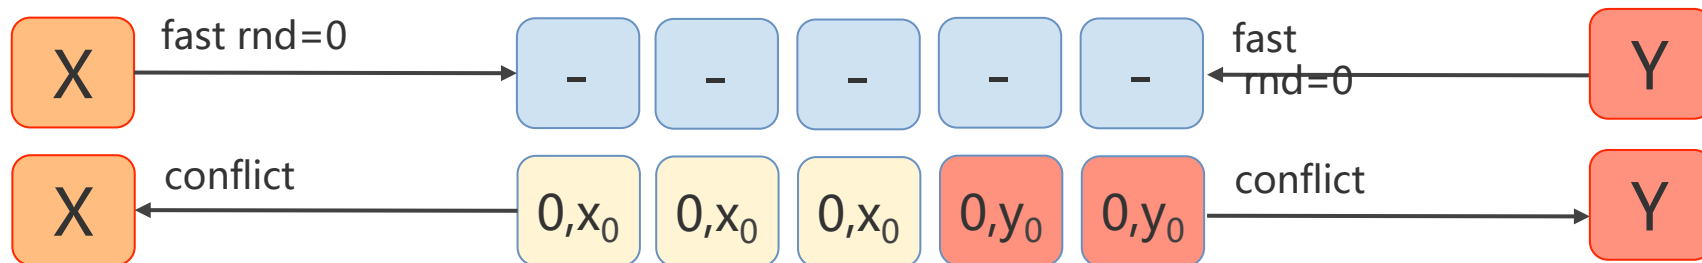 X fast rnd=0 - - - - - fast Y
rnd=0
X conflict 0,x₀ 0,x₀ 0,x₀ 0,y₀ 0,y₀ conflict Y